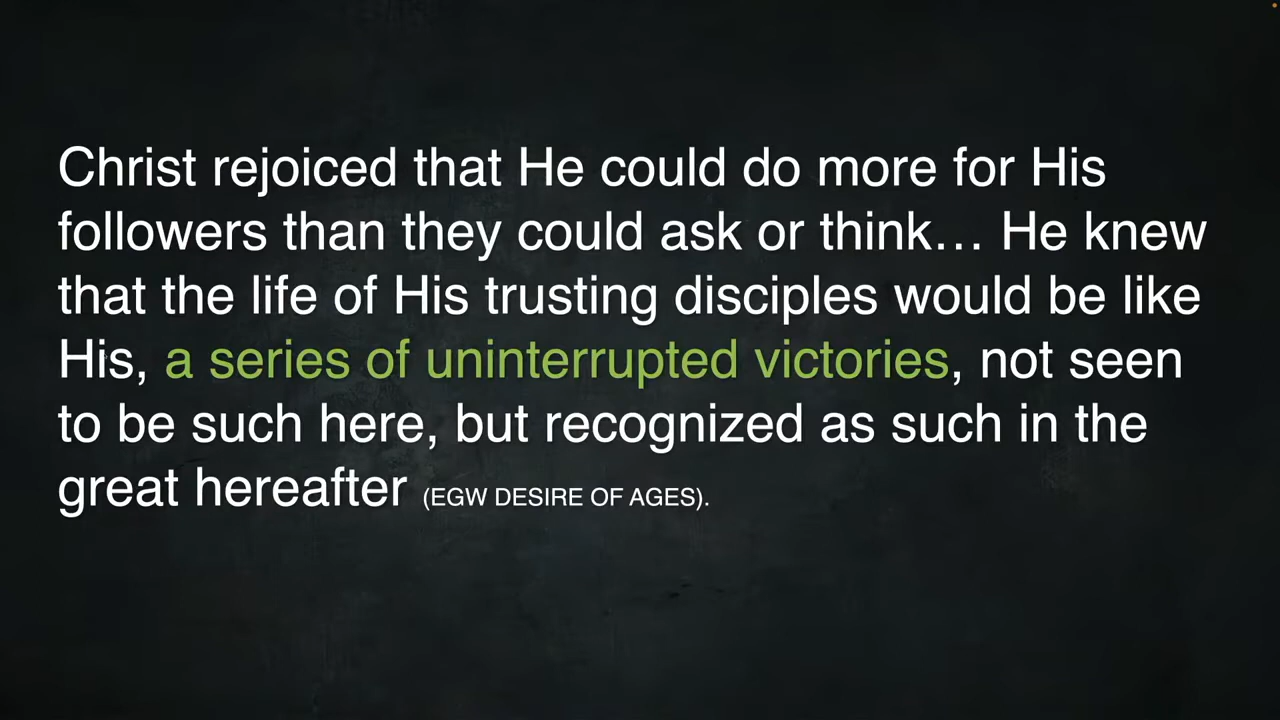 Christ rejoiced that He could do more for His
followers than they could ask or think… He knew
that the life of His trusting disciples would be like
His, a series of uninterrupted victories, not seen
to be such here, but recognized as such in the
great hereafter (EGW DESIRE OF AGES).